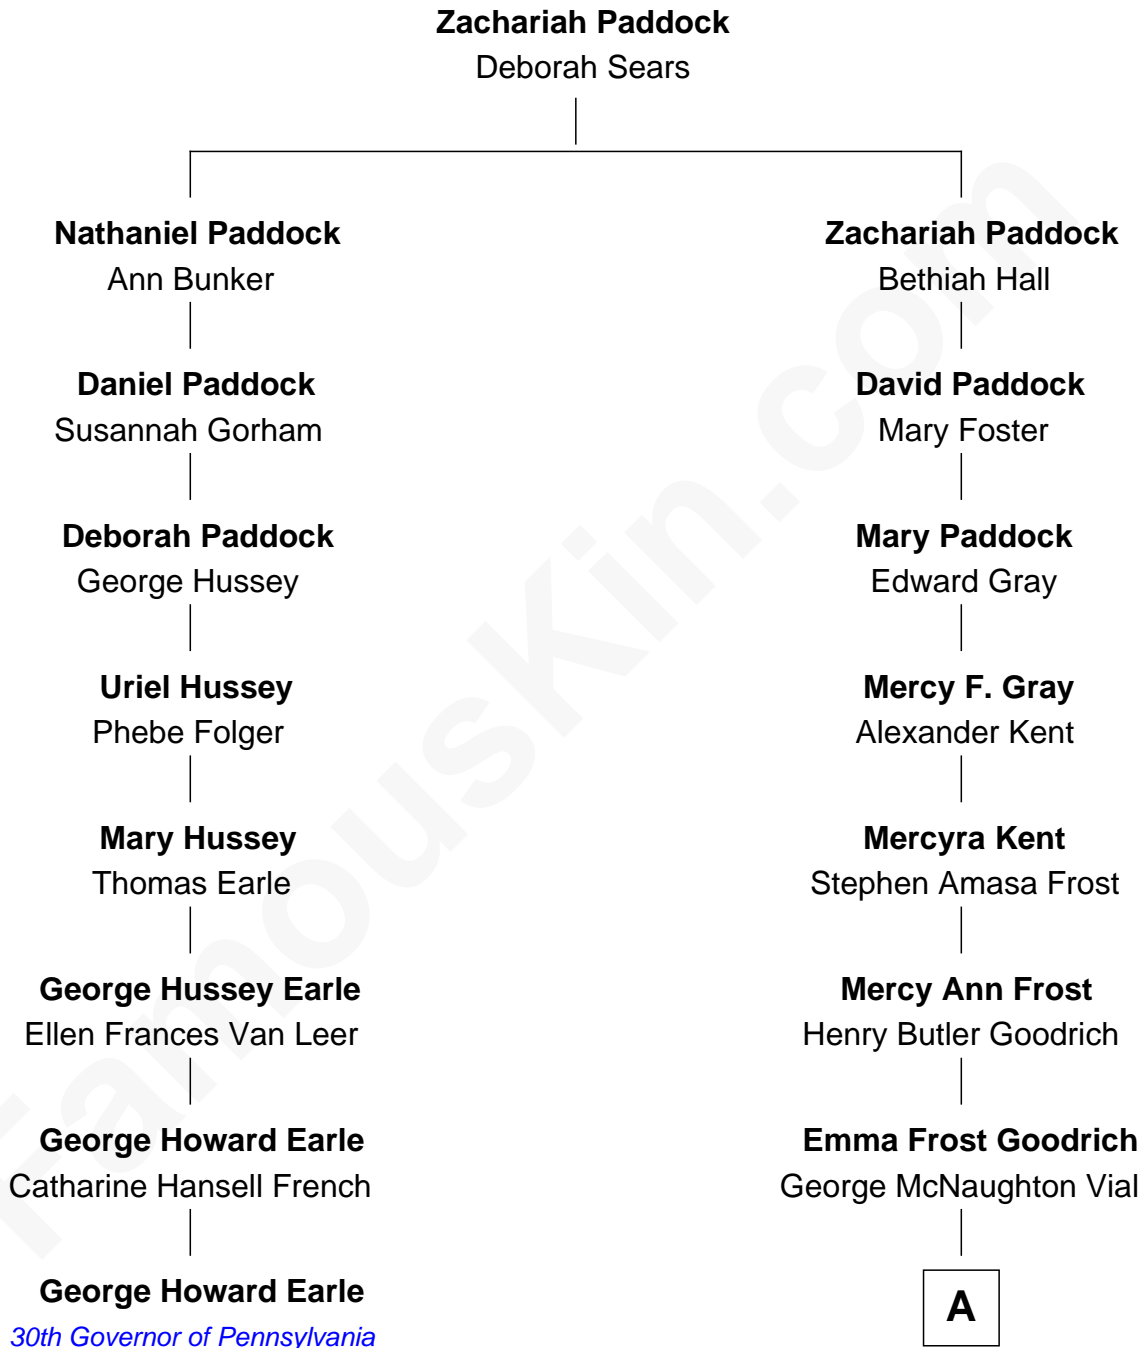 Zachariah Paddock
Deborah Sears
Nathaniel Paddock
Ann Bunker
Zachariah Paddock
Bethiah Hall
Daniel Paddock
Susannah Gorham
David Paddock
Mary Foster
Deborah Paddock
George Hussey
Mary Paddock
Edward Gray
Uriel Hussey
Phebe Folger
Mercy F. Gray
Alexander Kent
Mary Hussey
Thomas Earle
Mercyra Kent
Stephen Amasa Frost
George Hussey Earle
Ellen Frances Van Leer
Mercy Ann Frost
Henry Butler Goodrich
George Howard Earle
Catharine Hansell French
Emma Frost Goodrich
George McNaughton Vial
George Howard Earle
30th Governor of Pennsylvania
A
FamousKin.com